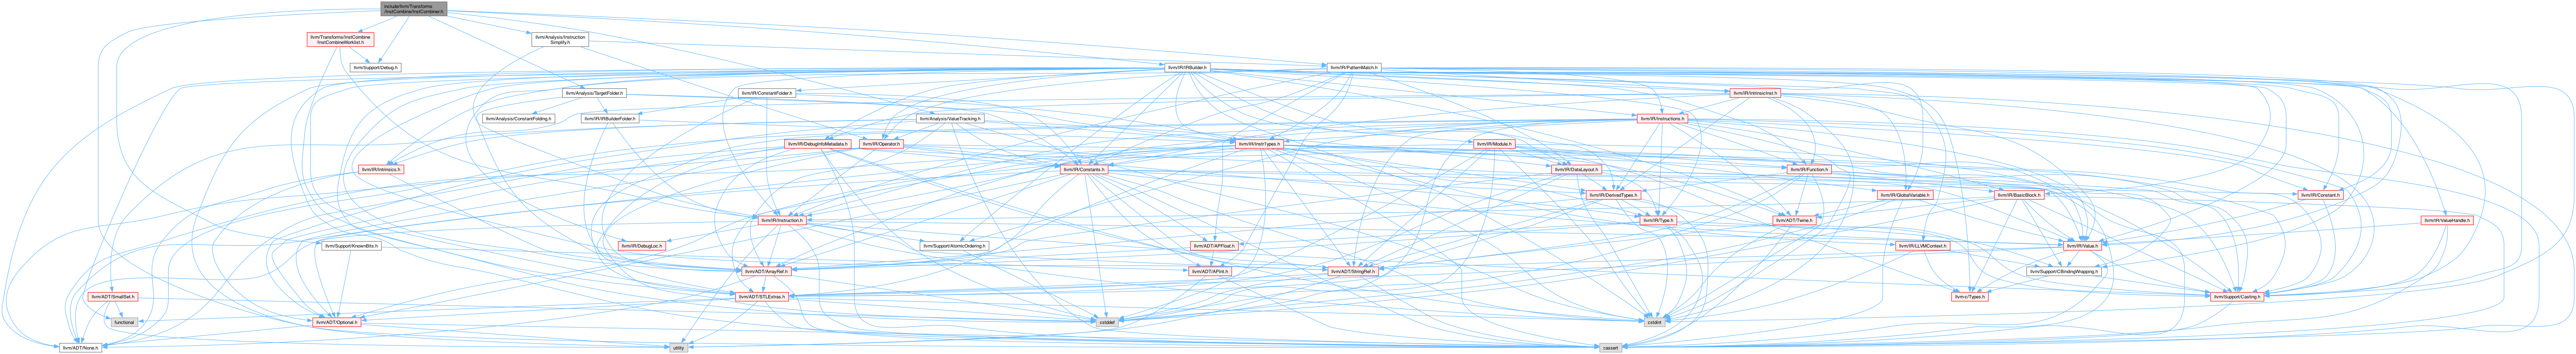 include/llvm/Transforms
/InstCombine/InstCombiner.h
llvm/Transforms/InstCombine
/InstCombineWorklist.h
llvm/Analysis/Instruction
Simplify.h
llvm/Support/Debug.h
llvm/IR/IRBuilder.h
llvm/IR/PatternMatch.h
llvm/Analysis/TargetFolder.h
llvm/IR/ConstantFolder.h
llvm/IR/IntrinsicInst.h
llvm/Analysis/ConstantFolding.h
llvm/IR/IRBuilderFolder.h
llvm/Analysis/ValueTracking.h
llvm/IR/Instructions.h
llvm/IR/DebugInfoMetadata.h
llvm/IR/Operator.h
llvm/IR/InstrTypes.h
llvm/IR/Module.h
llvm/IR/Intrinsics.h
llvm/IR/Constants.h
llvm/IR/DataLayout.h
llvm/IR/Function.h
llvm/IR/DerivedTypes.h
llvm/IR/GlobalVariable.h
llvm/IR/BasicBlock.h
llvm/IR/Constant.h
llvm/IR/Instruction.h
llvm/IR/Type.h
llvm/ADT/Twine.h
llvm/IR/ValueHandle.h
llvm/Support/KnownBits.h
llvm/IR/DebugLoc.h
llvm/Support/AtomicOrdering.h
llvm/ADT/APFloat.h
llvm/IR/LLVMContext.h
llvm/IR/Value.h
llvm/ADT/ArrayRef.h
llvm/ADT/APInt.h
llvm/ADT/StringRef.h
llvm/Support/CBindingWrapping.h
llvm/ADT/SmallSet.h
llvm/ADT/STLExtras.h
llvm-c/Types.h
llvm/Support/Casting.h
functional
llvm/ADT/Optional.h
cstddef
cstdint
llvm/ADT/None.h
utility
cassert